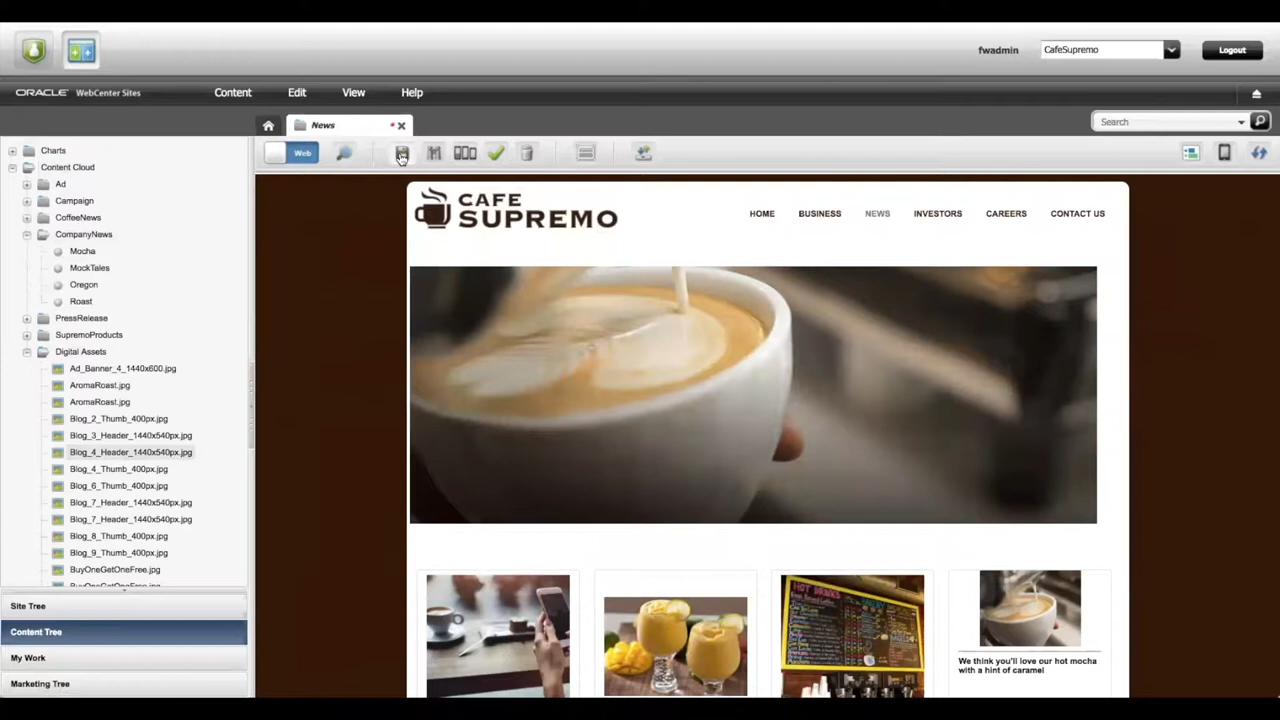 fwadmin
CafeSupremo
Logout
ORACLE WebCenter Sites
Content
Edit
View
Help
News
*
Search
Web
Charts
Content Cloud
Ad
Campaign
CoffeeNews
CompanyNews
Mocha
MockTales
Oregon
Roast
PressRelease
SupremoProducts
Digital Assets
Ad_Banner_4_1440x600.jpg
AromaRoast.jpg
AromaRoast.jpg
Blog_2_Thumb_400px.jpg
Blog_3_Header_1440x540px.jpg
Blog_4_Header_1440x540px.jpg
Blog_4_Thumb_400px.jpg
Blog_6_Thumb_400px.jpg
Blog_7_Header_1440x540px.jpg
Blog_7_Header_1440x540px.jpg
Blog_8_Thumb_400px.jpg
Blog_9_Thumb_400px.jpg
BuyOneGetOneFree.jpg
Site Tree
Content Tree
My Work
Marketing Tree
CAFE
SUPREMO
HOME
BUSINESS
NEWS
INVESTORS
CAREERS
CONTACT US
HOT DRINKS
We think you'll love our hot mocha
with a hint of caramel